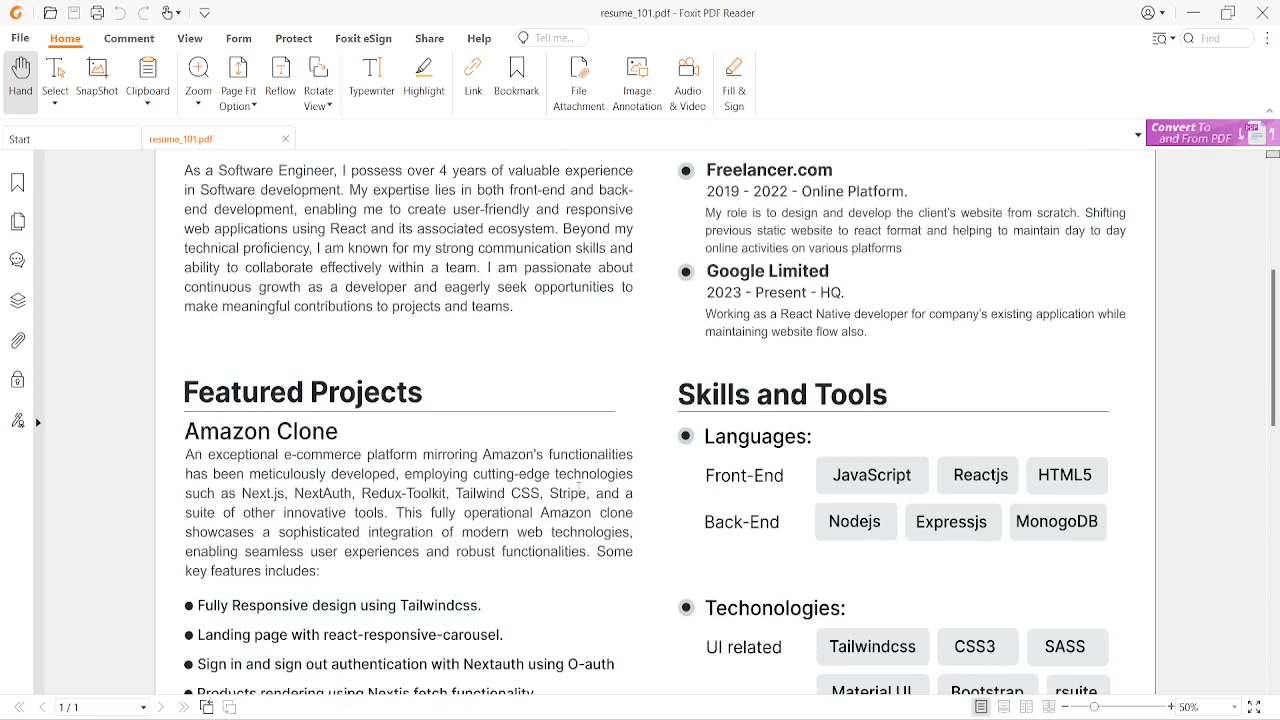 resume_101.pdf - Foxit PDF Reader
File Home Comment View Form Protect Foxit eSign Share Help Tell me... Find
Hand Select SnapShot Clipboard Zoom Page Fit Option Reflow Rotate View Typewriter Highlight Link Bookmark File Attachment Image Annotation Audio & Video Fill & Sign
Start resume_101.pdf
Convert To
and From PDF
PDF
As a Software Engineer, I possess over 4 years of valuable experience
in Software development. My expertise lies in both front-end and back-
end development, enabling me to create user-friendly and responsive
web applications using React and its associated ecosystem. Beyond my
technical proficiency, I am known for my strong communication skills and
ability to collaborate effectively within a team. I am passionate about
continuous growth as a developer and eagerly seek opportunities to
make meaningful contributions to projects and teams.
Freelancer.com
2019 - 2022 - Online Platform.
My role is to design and develop the client's website from scratch. Shifting
previous static website to react format and helping to maintain day to day
online activities on various platforms
Google Limited
2023 - Present - HQ.
Working as a React Native developer for company's existing application while
maintaining website flow also.
Featured Projects
Amazon Clone
An exceptional e-commerce platform mirroring Amazon's functionalities
has been meticulously developed, employing cutting-edge technologies
such as Next.js, NextAuth, Redux-Toolkit, Tailwind CSS, Stripe, and a
suite of other innovative tools. This fully operational Amazon clone
showcases a sophisticated integration of modern web technologies,
enabling seamless user experiences and robust functionalities. Some
key features includes:
● Fully Responsive design using Tailwindcss.
● Landing page with react-responsive-carousel.
● Sign in and sign out authentication with Nextauth using O-auth
● Products rendering using Nextjs fetch functionality
Skills and Tools
Languages:
Front-End JavaScript Reactjs HTML5
Back-End Nodejs Expressjs MonogoDB
Techonologies:
UI related Tailwindcss CSS3 SASS
Material UI Bootstrap rsuite
1 / 1
50%